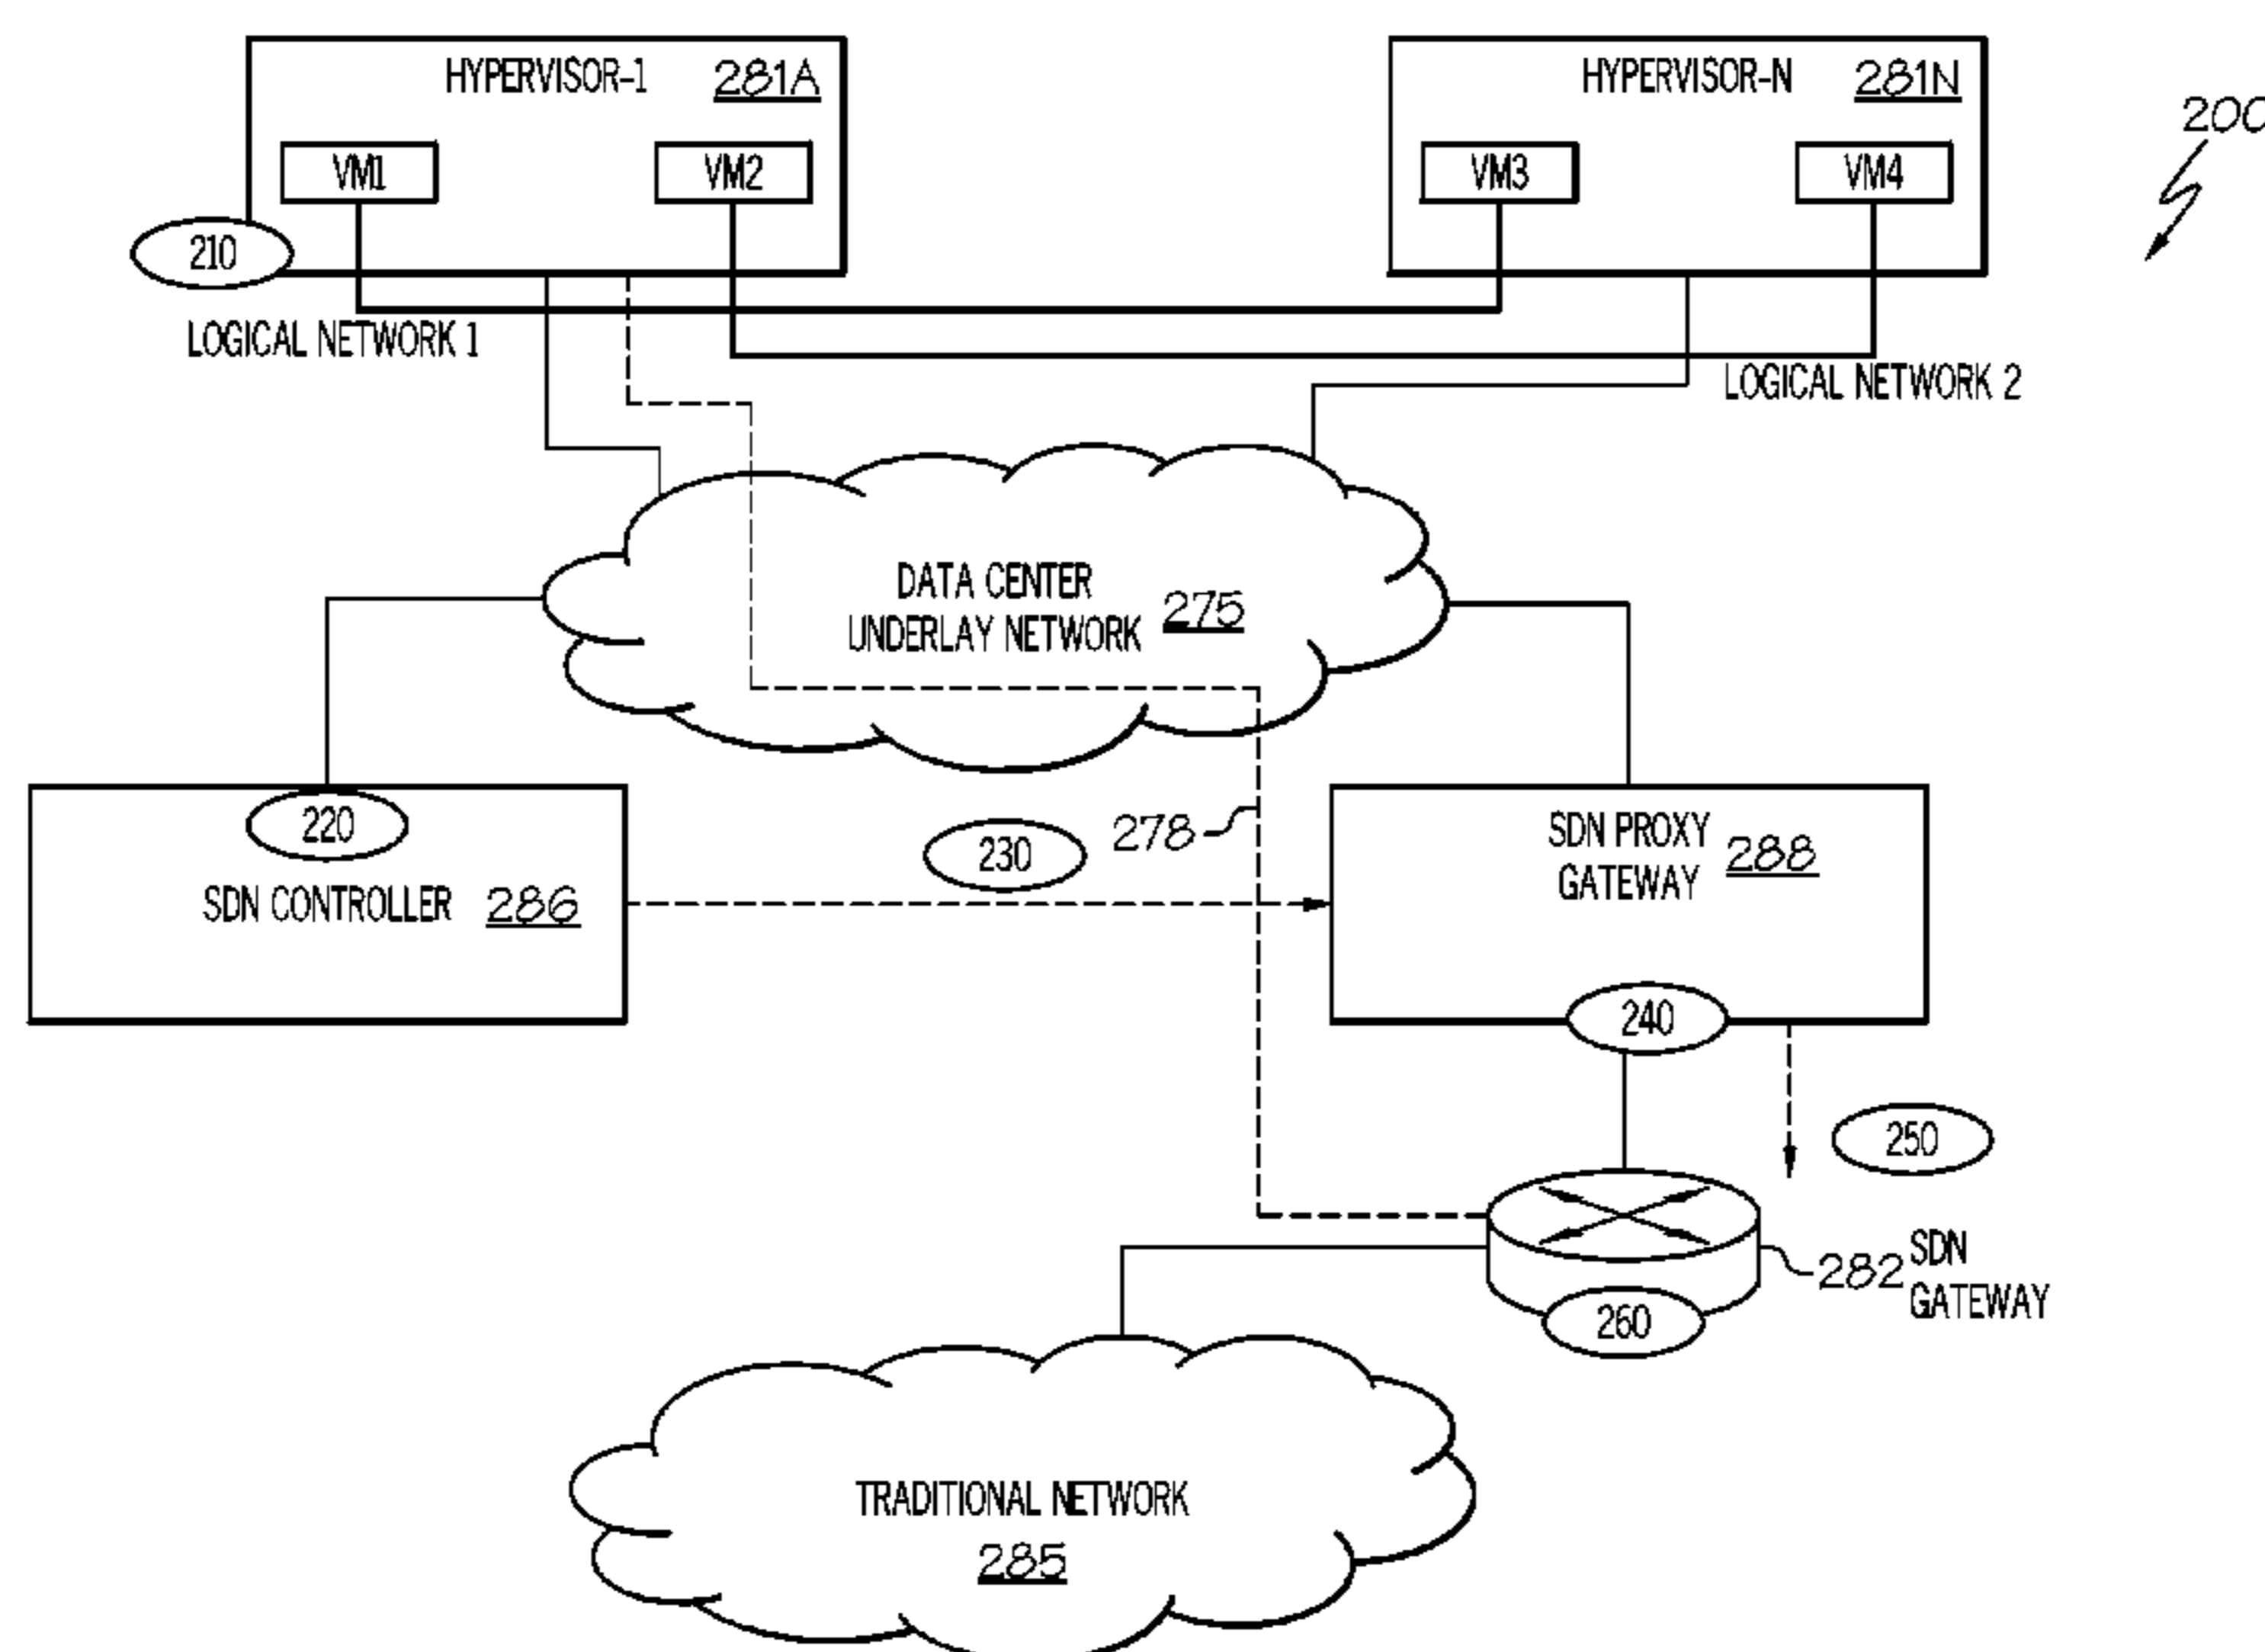 HYPERVISOR-1 281A
VM1
VM2
210
HYPERVISOR-N 281N
VM3
VM4
200
LOGICAL NETWORK 1
LOGICAL NETWORK 2
DATA CENTER
UNDERLAY NETWORK 275
220
SDN CONTROLLER 286
230
278
SDN PROXY
GATEWAY 288
240
250
282 SDN
GATEWAY
260
TRADITIONAL NETWORK
285